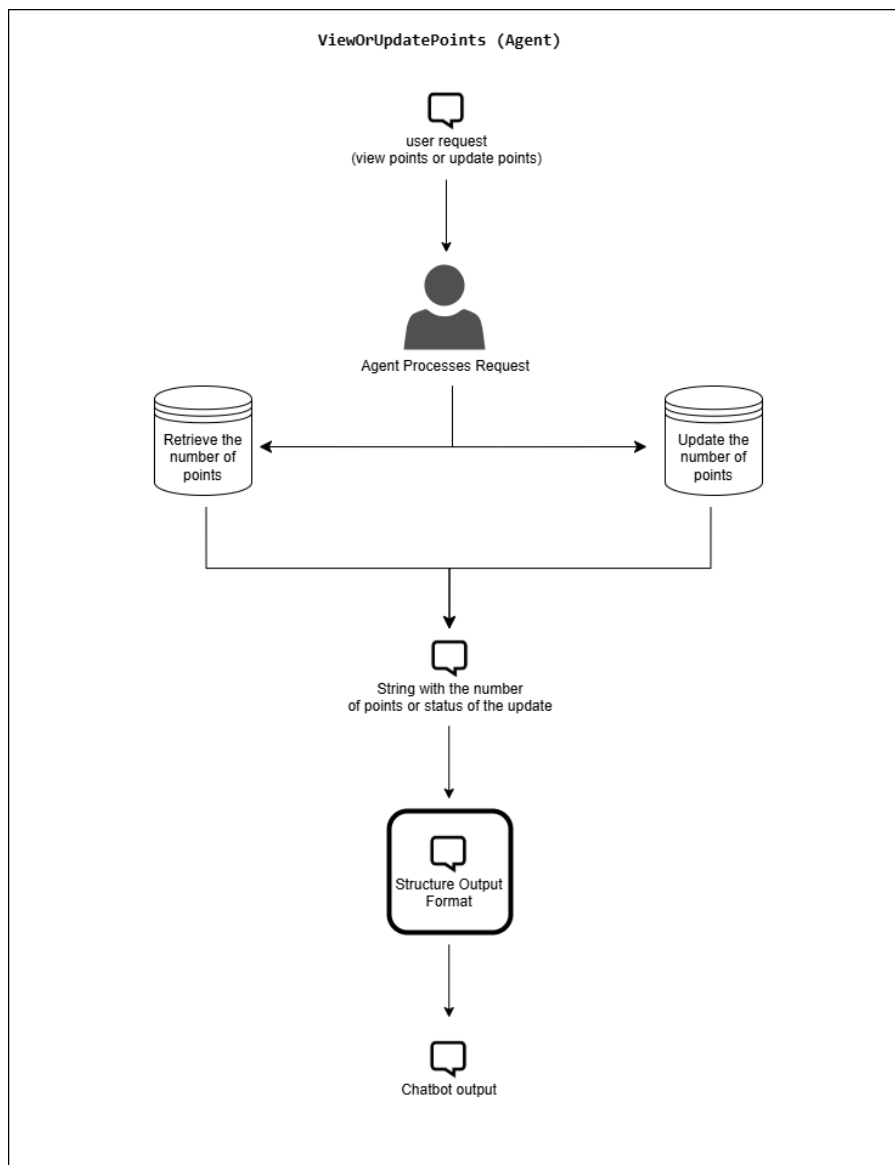 ViewOrUpdatePoints (Agent)
user request
(view points or update points)
Agent Processes Request
Retrieve the
number of
points
Update the
number of
points
String with the number
of points or status of the update
Structure Output
Format
Chatbot output